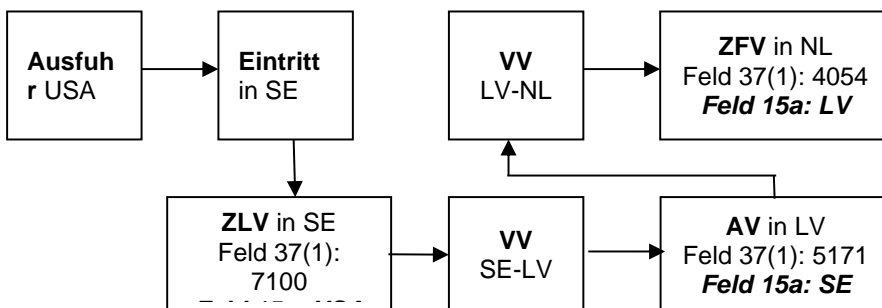 Ausfuh
r USA
Eintritt
in SE
VV
LV-NL
ZFV in NL
Feld 37(1): 4054
Feld 15a: LV
ZLV in SE
Feld 37(1):
7100
VV
SE-LV
AV in LV
Feld 37(1): 5171
Feld 15a: SE